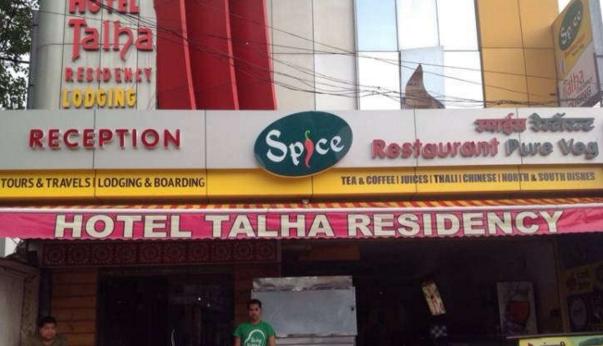 HOTEL
Talha
RESIDENCY
LODGING
Spice
Talha
RECEPTION
Spice
Restaurant Pure Veg
TOURS & TRAVELS | LODGING & BOARDING
TEA & COFFEE | JUICES | THALI | CHINESE | NORTH & SOUTH DISHES
HOTEL TALHA RESIDENCY